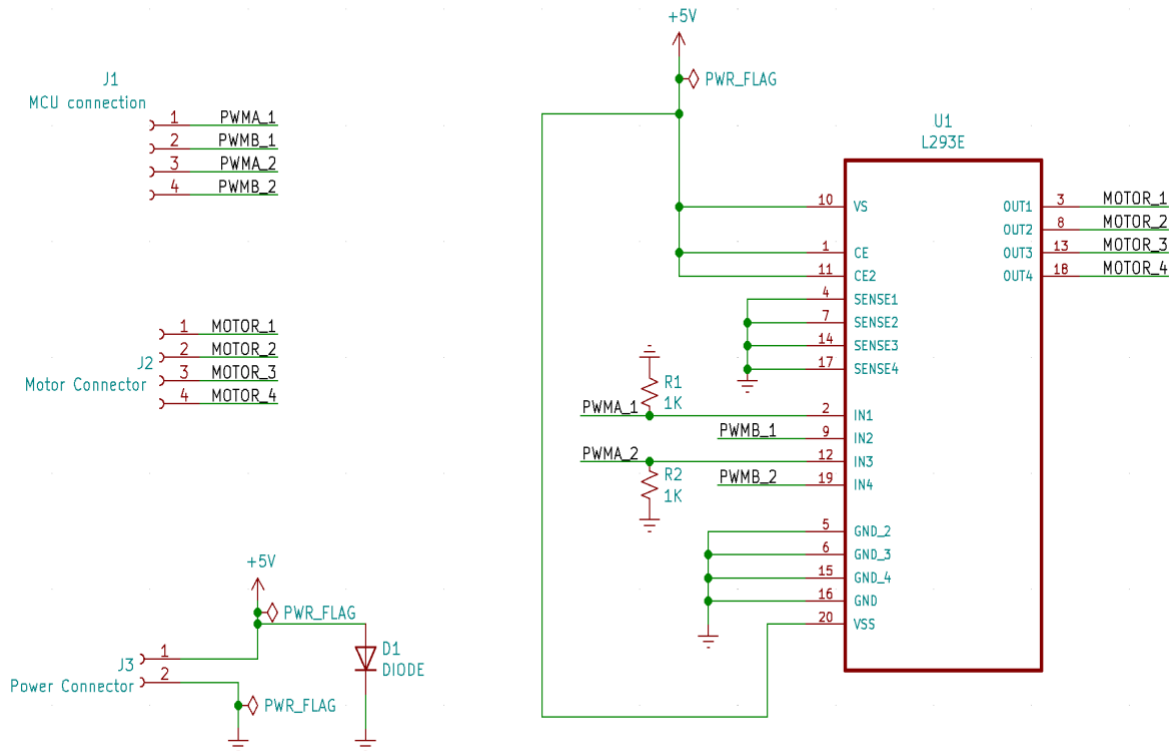 J1
MCU connection
1 PWMA_1
2 PWMB_1
3 PWMA_2
4 PWMB_2
1 MOTOR_1
2 MOTOR_2
3 MOTOR_3
4 MOTOR_4
J2
Motor Connector
+5V
PWR_FLAG
D1
DIODE
J3
Power Connector
1
2
PWR_FLAG
+5V
PWR_FLAG
U1
L293E
10 VS
1 CE
11 CE2
4 SENSE1
7 SENSE2
14 SENSE3
17 SENSE4
R1
1K
PWMA_1
2 IN1
PWMB_1
9 IN2
PWMA_2
12 IN3
R2
1K
PWMB_2
19 IN4
5 GND_2
6 GND_3
15 GND_4
16 GND
20 VSS
OUT1 3 MOTOR_1
OUT2 8 MOTOR_2
OUT3 13 MOTOR_3
OUT4 18 MOTOR_4